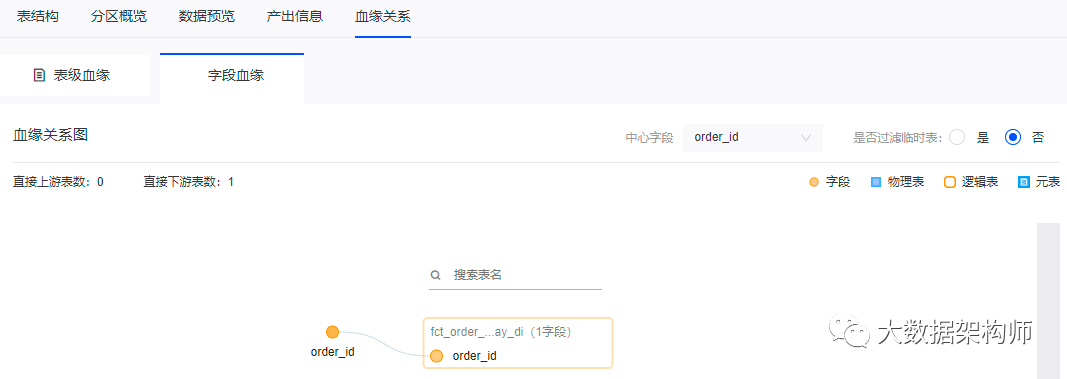 表结构 分区概览 数据预览 产出信息 血缘关系
表级血缘 字段血缘
血缘关系图 中心字段 order_id 是否过滤临时表: 是 否
直接上游表数: 0 直接下游表数: 1 字段 物理表 逻辑表 元表
搜索表名
fct_order_...ay_di（1字段）
order_id
order_id
大数据架构师